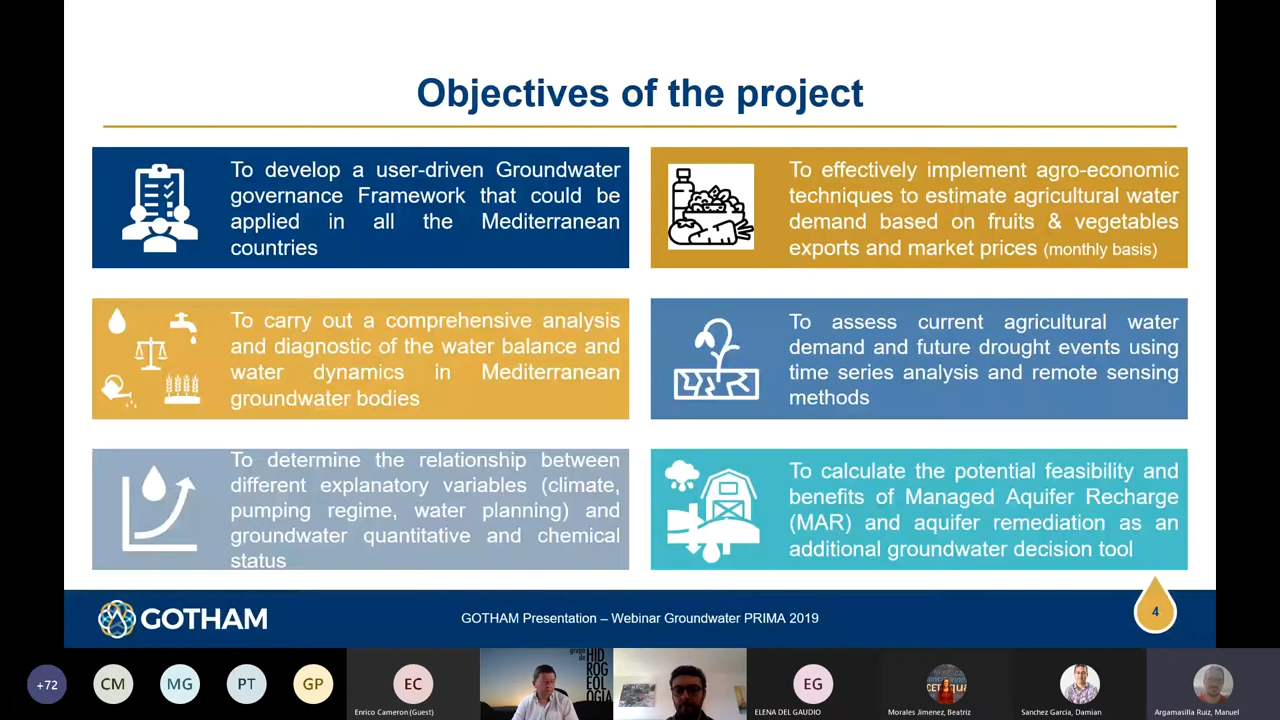 Objectives of the project
To develop a user-driven Groundwater
governance Framework that could be
applied in all the Mediterranean
countries
To effectively implement agro-economic
techniques to estimate agricultural water
demand based on fruits & vegetables
exports and market prices (monthly basis)
To carry out a comprehensive analysis
and diagnostic of the water balance and
water dynamics in Mediterranean
groundwater bodies
To assess current agricultural water
demand and future drought events using
time series analysis and remote sensing
methods
To determine the relationship between
different explanatory variables (climate,
pumping regime, water planning) and
groundwater quantitative and chemical
status
To calculate the potential feasibility and
benefits of Managed Aquifer Recharge
(MAR) and aquifer remediation as an
additional groundwater decision tool
GOTHAM
GOTHAM Presentation – Webinar Groundwater PRIMA 2019
4
+72
CM
MG
PT
GP
EC
Enrico Cameron (Guest)
grupo
de
HID
ROG
EOL
OGÍA
EG
ELENA DEL GAUDIO
Morales Jimenez, Beatriz
Sanchez Garcia, Damian
Argamasilla Ruiz, Manuel